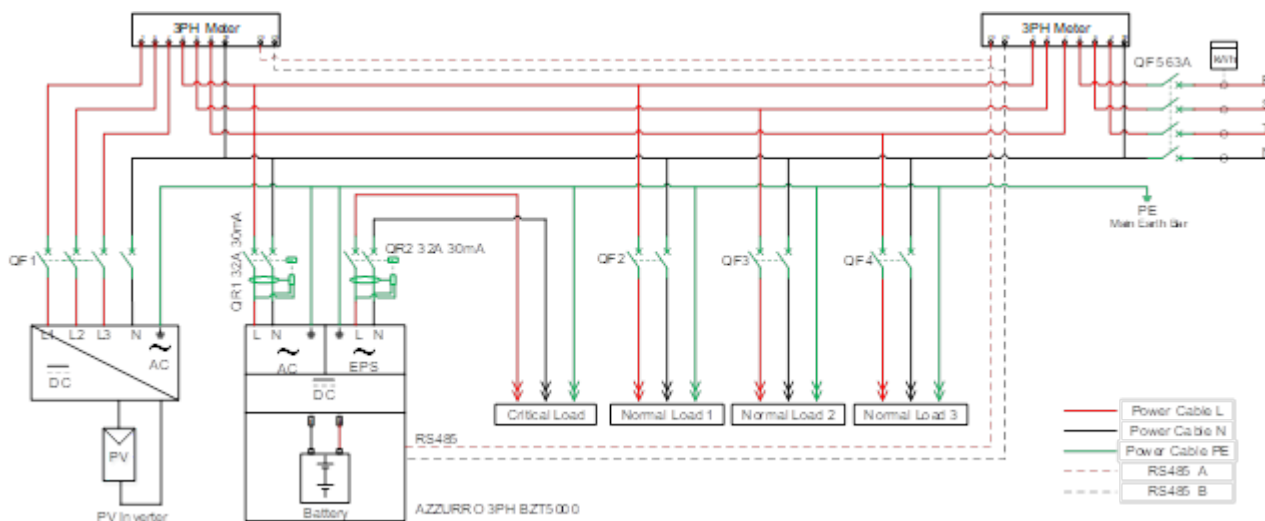 3PH Meter
3PH Meter
QF563A
kWh
PE
Main Earth Bar
QF1
QR1 32A 30mA
QR2 32A 30mA
QF2
QF3
QF4
L1 L2 L3 N
AC
DC
L N
AC
L N
EPS
DC
Critical Load
Normal Load 1
Normal Load 2
Normal Load 3
PV
PV Inverter
RS485
Battery
AZZURRO 3PH BZT5000
Power Cable L
Power Cable N
Power Cable PE
RS485 A
RS485 B